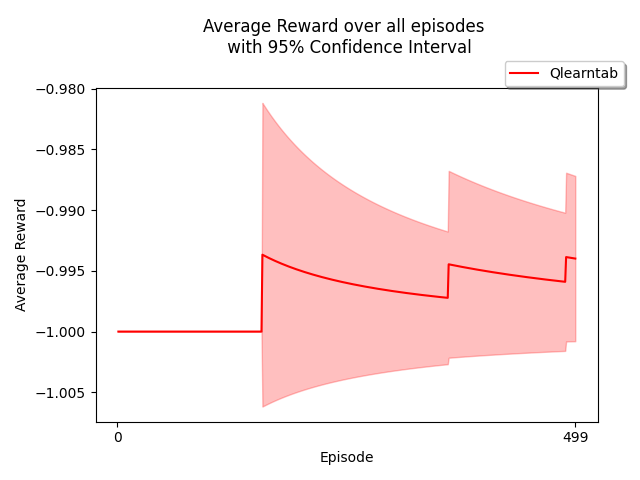 Average Reward over all episodes
with 95% Confidence Interval
Qlearntab
−0.980
−0.985
−0.990
−0.995
−1.000
−1.005
Average Reward
0
499
Episode